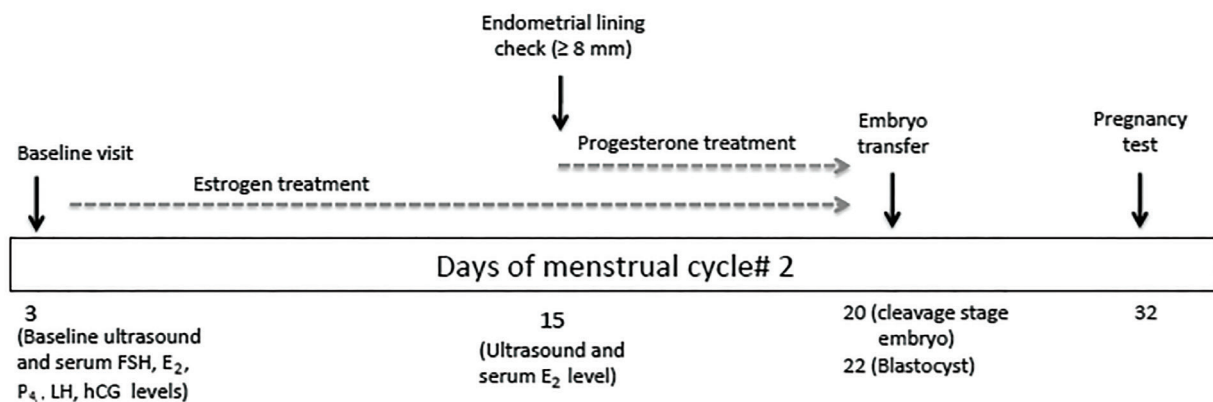 Endometrial lining
check (≥ 8 mm)
Baseline visit
Estrogen treatment
Progesterone treatment
Embryo
transfer
Pregnancy
test
Days of menstrual cycle# 2
3
(Baseline ultrasound
and serum FSH, E₂,
P₄, LH, hCG levels)
15
(Ultrasound and
serum E₂ level)
20 (cleavage stage
embryo)
22 (Blastocyst)
32